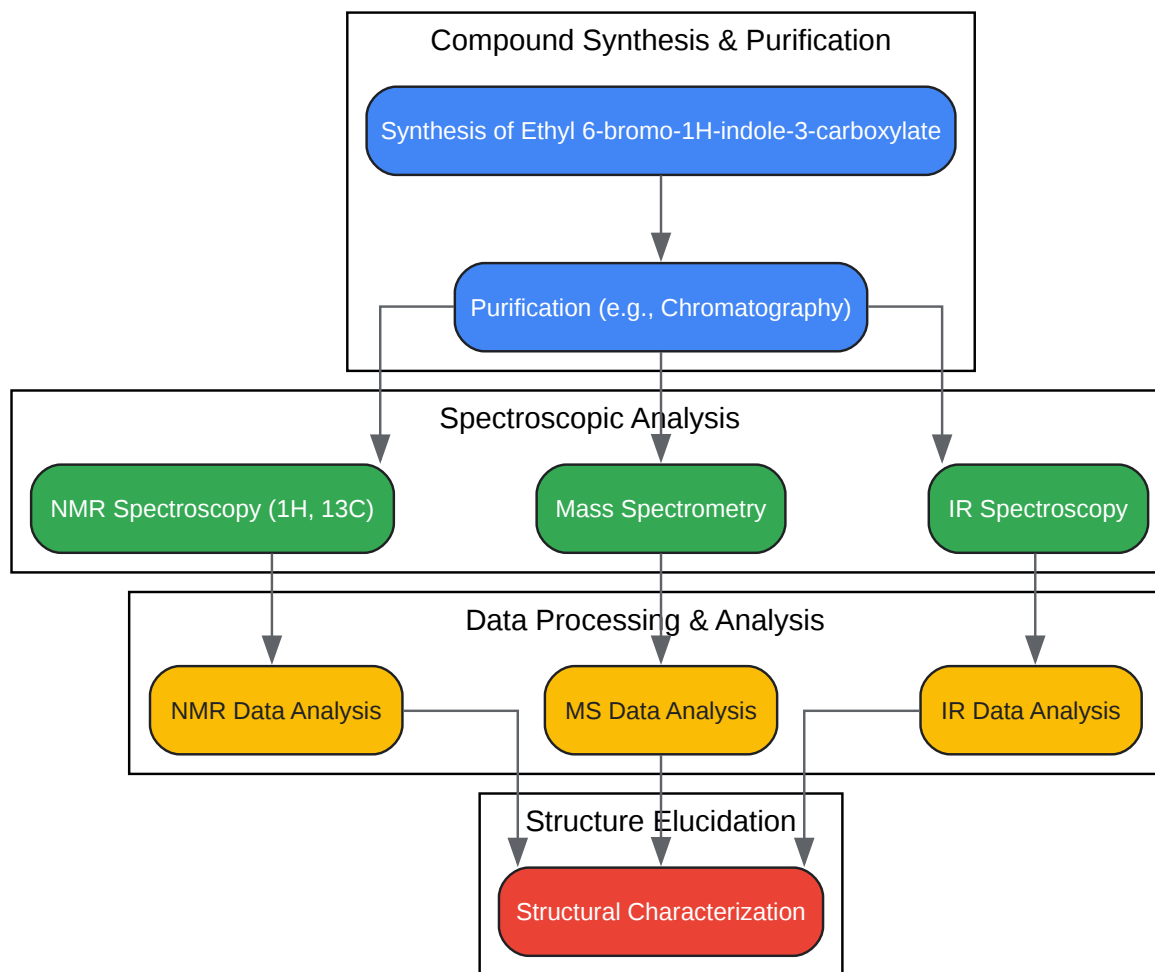 Compound Synthesis & Purification
Synthesis of Ethyl 6-bromo-1H-indole-3-carboxylate
Purification (e.g., Chromatography)
Spectroscopic Analysis
NMR Spectroscopy (1H, 13C)
Mass Spectrometry
IR Spectroscopy
Data Processing & Analysis
NMR Data Analysis
MS Data Analysis
IR Data Analysis
Structure Elucidation
Structural Characterization